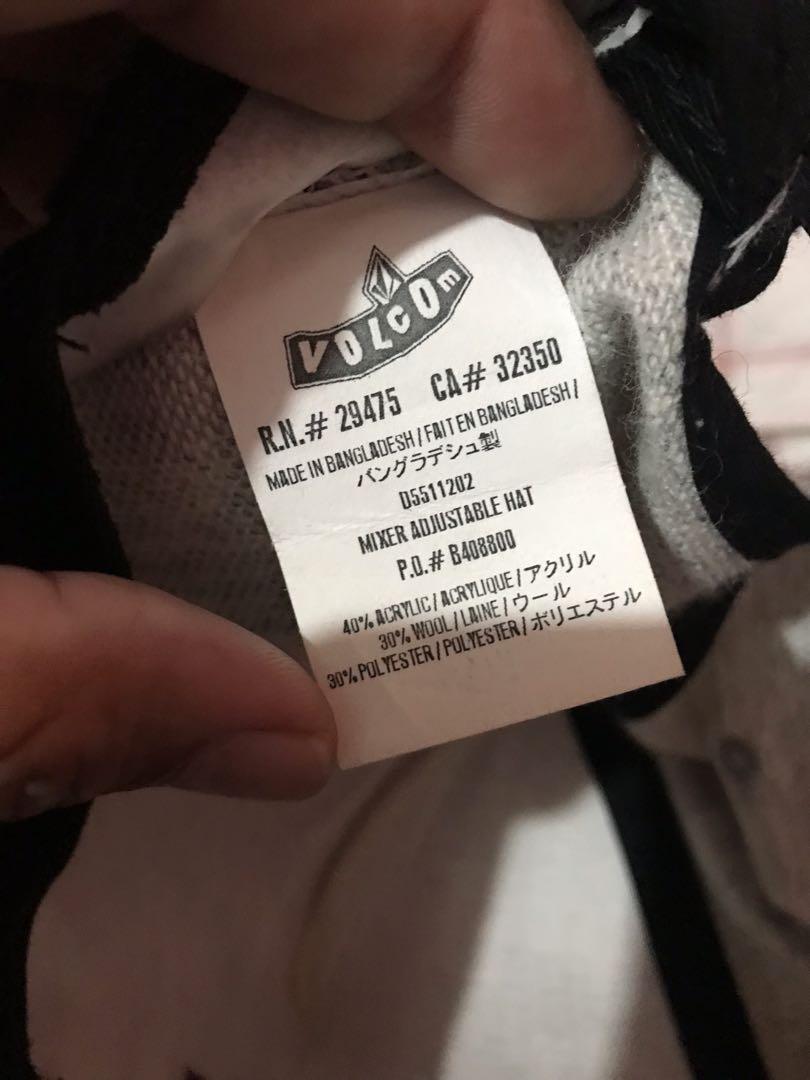 VOLCOM
R.N.# 29475 CA# 32350
MADE IN BANGLADESH / FAIT EN BANGLADESH /
バングラデシュ製
D5511202
MIXER ADJUSTABLE HAT
P.O.# B408800
40% ACRYLIC / ACRYLIQUE / アクリル
30% WOOL / LAINE / ウール
30% POLYESTER / POLYESTER / ポリエステル